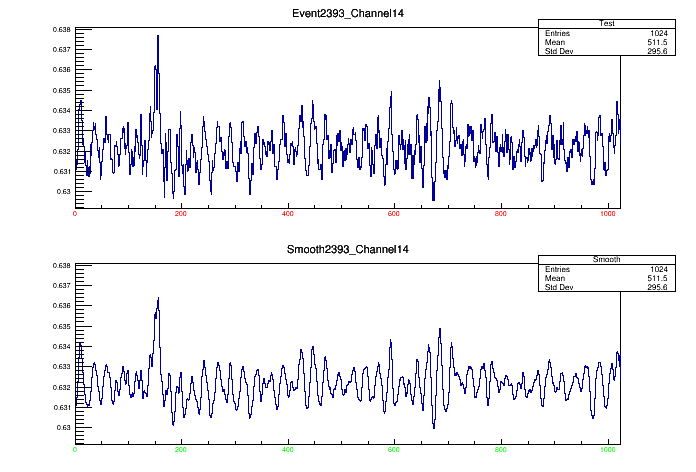 Event2393_Channel14
Test
Entries 1024
Mean 511.5
Std Dev 295.6
0.638
0.637
0.636
0.635
0.634
0.633
0.632
0.631
0.63
0 200 400 600 800 1000
Smooth2393_Channel14
Smooth
Entries 1024
Mean 511.5
Std Dev 295.6
0.638
0.637
0.636
0.635
0.634
0.633
0.632
0.631
0.63
0 200 400 600 800 1000